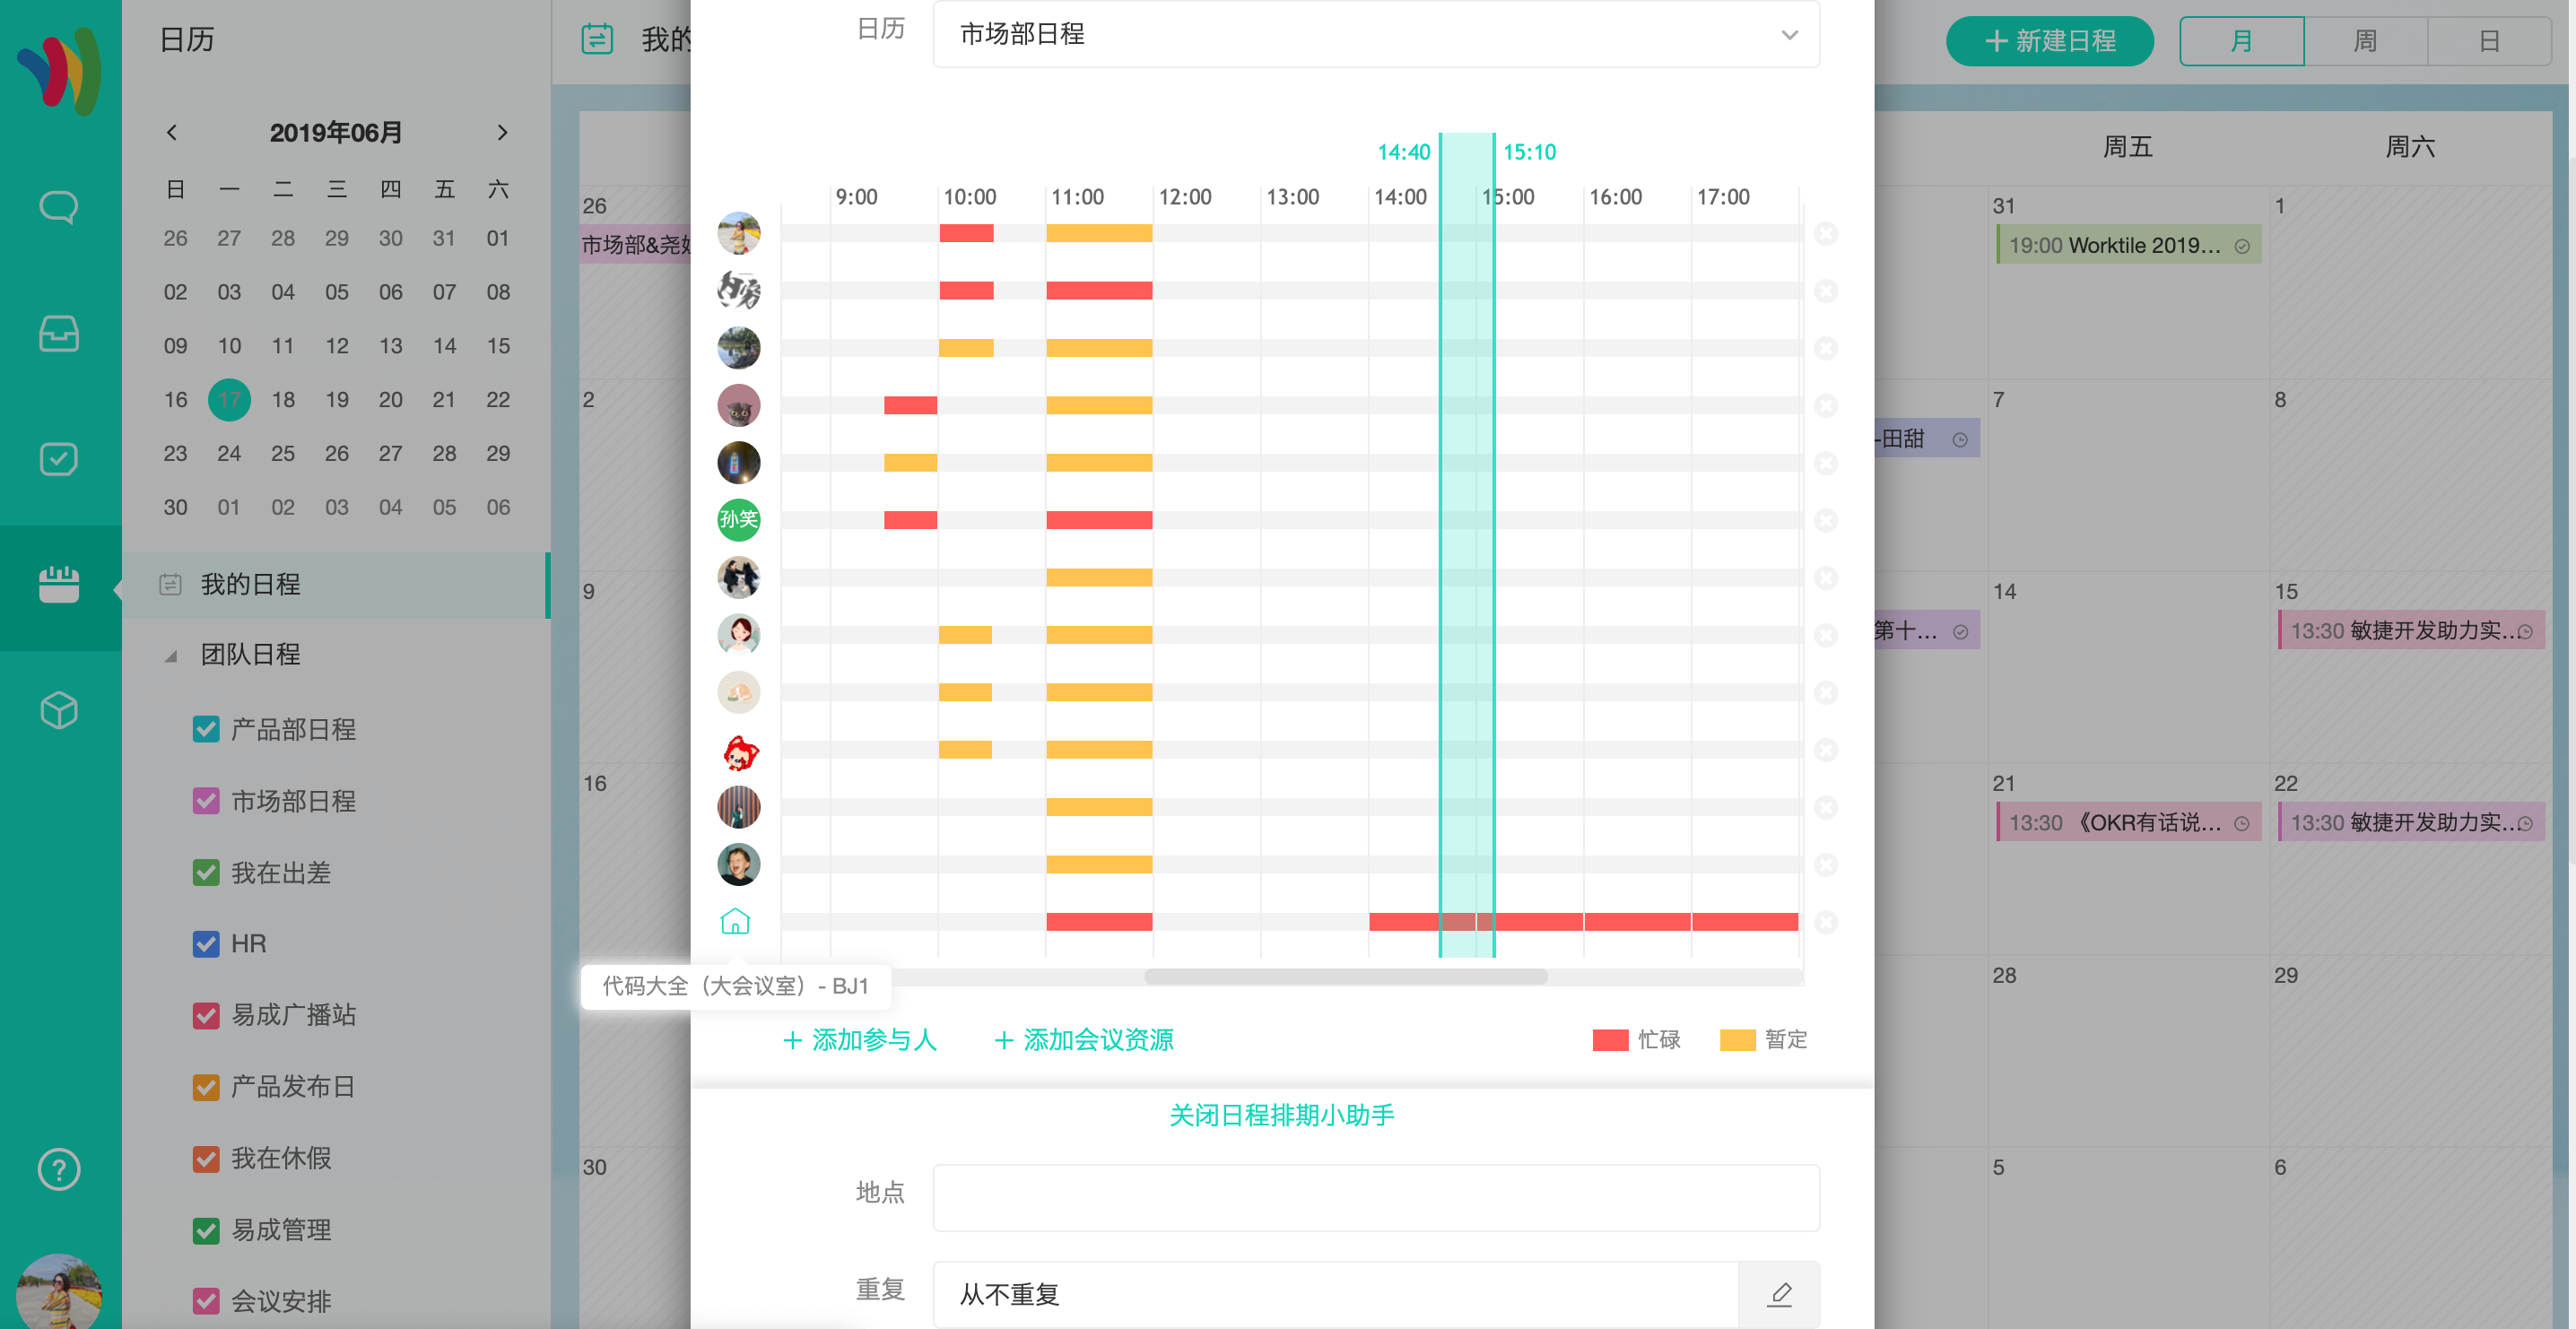 日历
2019年06月
日 一 二 三 四 五 六
26 27 28 29 30 31 01
02 03 04 05 06 07 08
09 10 11 12 13 14 15
16 17 18 19 20 21 22
23 24 25 26 27 28 29
30 01 02 03 04 05 06
我的日程
团队日程
产品部日程
市场部日程
我在出差
HR
易成广播站
产品发布日
我在休假
易成管理
会议安排
我的
新建日程
月 周 日
26
市场部&尧
2
9
16
30
日历
市场部日程
14:40 15:10
9:00 10:00 11:00 12:00 13:00 14:00 15:00 16:00 17:00
孙笑
代码大全（大会议室）- BJ1
+ 添加参与人
+ 添加会议资源
忙碌
暂定
关闭日程排期小助手
地点
重复
从不重复
周五 周六
31 1
19:00 Worktile 2019...
7 8
-田甜
14 15
第十...
13:30 敏捷开发助力实...
21 22
13:30 《OKR有话说...
13:30 敏捷开发助力实...
28 29
5 6